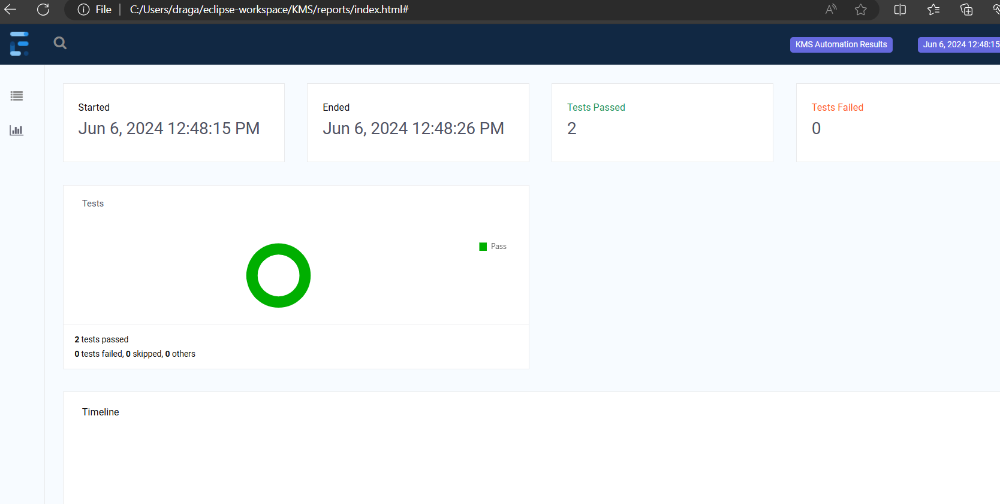 File
C:/Users/draga/eclipse-workspace/KMS/reports/index.html#
KMS Automation Results
Jun 6, 2024 12:48:15
Started
Jun 6, 2024 12:48:15 PM
Ended
Jun 6, 2024 12:48:26 PM
Tests Passed
2
Tests Failed
0
Tests
Pass
2 tests passed
0 tests failed, 0 skipped, 0 others
Timeline